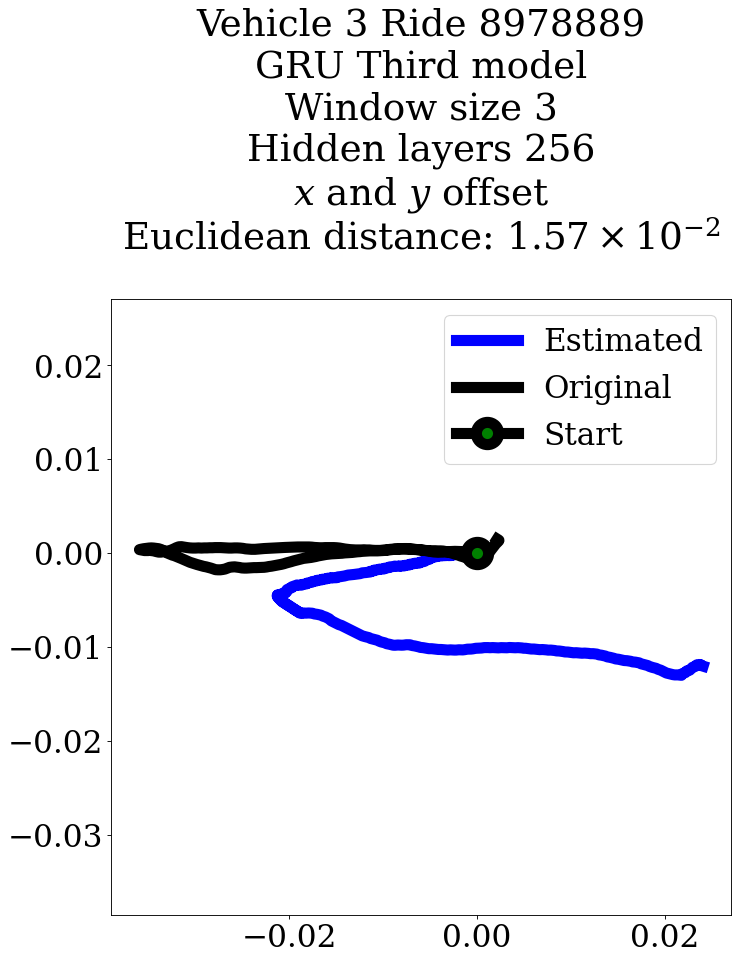 Vehicle 3 Ride 8978889
GRU Third model
Window size 3
Hidden layers 256
x and y offset
Euclidean distance: 1.57 × 10⁻²
Estimated
Original
Start
0.02
0.01
0.00
−0.01
−0.02
−0.03
−0.02
0.00
0.02